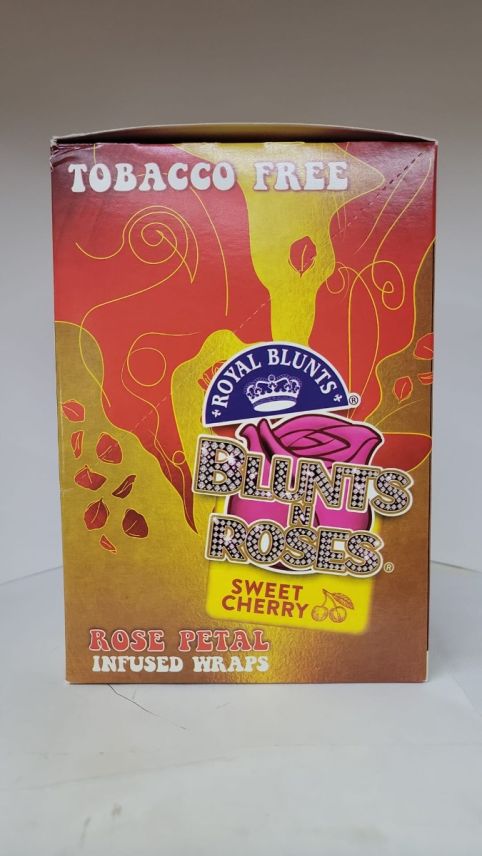 TOBACCO FREE
ROYAL BLUNTS
®
BLUNTS
N
ROSES
®
SWEET
CHERRY
ROSE PETAL
INFUSED WRAPS